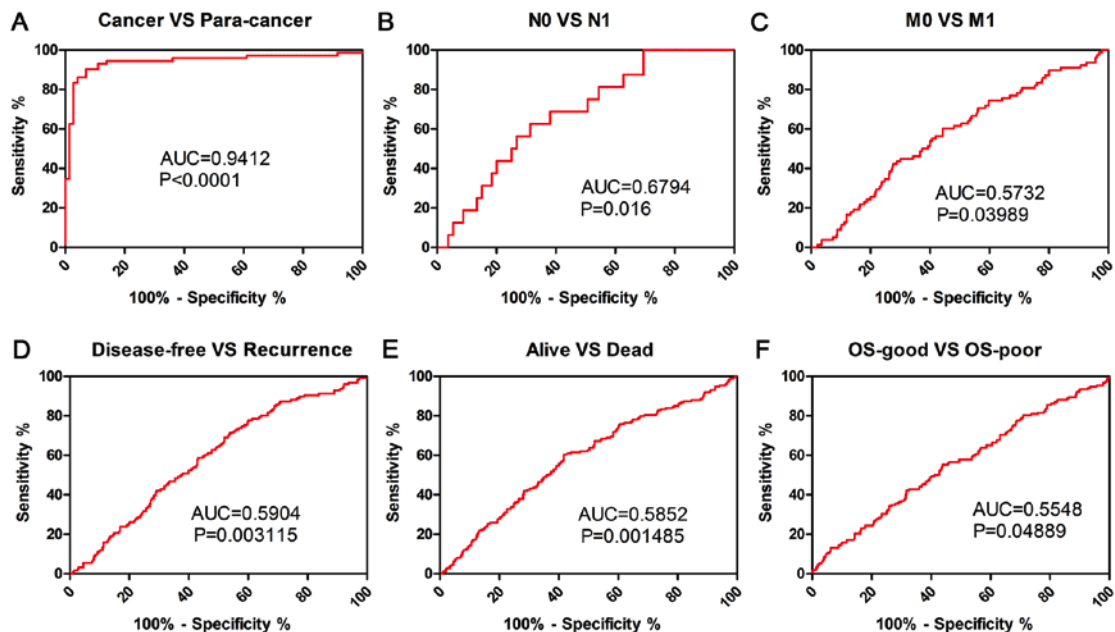 A
Cancer VS Para-cancer
100
80
60
40
20
0
Sensitivity %
AUC=0.9412
P<0.0001
0 20 40 60 80 100
100% - Specificity %
B
N0 VS N1
100
80
60
40
20
0
Sensitivity %
AUC=0.6794
P=0.016
0 20 40 60 80 100
100% - Specificity %
C
M0 VS M1
100
80
60
40
20
0
Sensitivity %
AUC=0.5732
P=0.03989
0 20 40 60 80 100
100% - Specificity %
D
Disease-free VS Recurrence
100
80
60
40
20
0
Sensitivity %
AUC=0.5904
P=0.003115
0 20 40 60 80 100
100% - Specificity %
E
Alive VS Dead
100
80
60
40
20
0
Sensitivity %
AUC=0.5852
P=0.001485
0 20 40 60 80 100
100% - Specificity %
F
OS-good VS OS-poor
100
80
60
40
20
0
Sensitivity %
AUC=0.5548
P=0.04889
0 20 40 60 80 100
100% - Specificity %